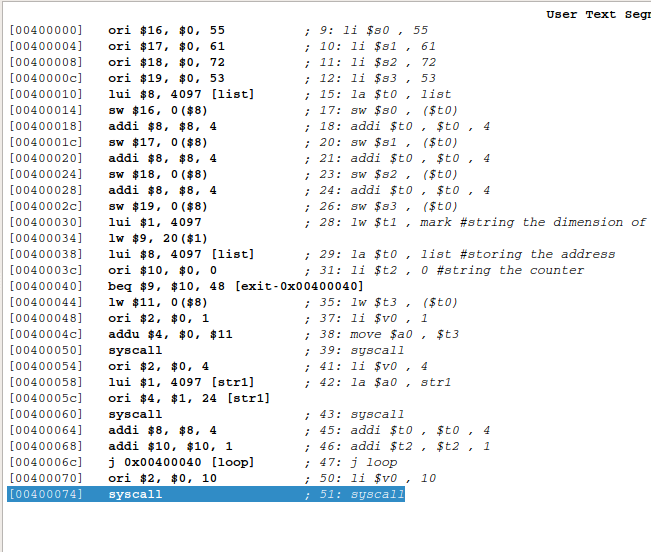 User Text Segm
[00400000] ori $16, $0, 55 ; 9: li $s0 , 55
[00400004] ori $17, $0, 61 ; 10: li $s1 , 61
[00400008] ori $18, $0, 72 ; 11: li $s2 , 72
[0040000c] ori $19, $0, 53 ; 12: li $s3 , 53
[00400010] lui $8, 4097 [list] ; 15: la $t0 , list
[00400014] sw $16, 0($8) ; 17: sw $s0 , ($t0)
[00400018] addi $8, $8, 4 ; 18: addi $t0 , $t0 , 4
[0040001c] sw $17, 0($8) ; 20: sw $s1 , ($t0)
[00400020] addi $8, $8, 4 ; 21: addi $t0 , $t0 , 4
[00400024] sw $18, 0($8) ; 23: sw $s2 , ($t0)
[00400028] addi $8, $8, 4 ; 24: addi $t0 , $t0 , 4
[0040002c] sw $19, 0($8) ; 26: sw $s3 , ($t0)
[00400030] lui $1, 4097 ; 28: lw $t1 , mark #string the dimension of
[00400034] lw $9, 20($1)
[00400038] lui $8, 4097 [list] ; 29: la $t0 , list #storing the address
[0040003c] ori $10, $0, 0 ; 31: li $t2 , 0 #string the counter
[00400040] beq $9, $10, 48 [exit-0x00400040]
[00400044] lw $11, 0($8) ; 35: lw $t3 , ($t0)
[00400048] ori $2, $0, 1 ; 37: li $v0 , 1
[0040004c] addu $4, $0, $11 ; 38: move $a0 , $t3
[00400050] syscall ; 39: syscall
[00400054] ori $2, $0, 4 ; 41: li $v0 , 4
[00400058] lui $1, 4097 [str1] ; 42: la $a0 , str1
[0040005c] ori $4, $1, 24 [str1]
[00400060] syscall ; 43: syscall
[00400064] addi $8, $8, 4 ; 45: addi $t0 , $t0 , 4
[00400068] addi $10, $10, 1 ; 46: addi $t2 , $t2 , 1
[0040006c] j 0x00400040 [loop] ; 47: j loop
[00400070] ori $2, $0, 10 ; 50: li $v0 , 10
[00400074] syscall ; 51: syscall